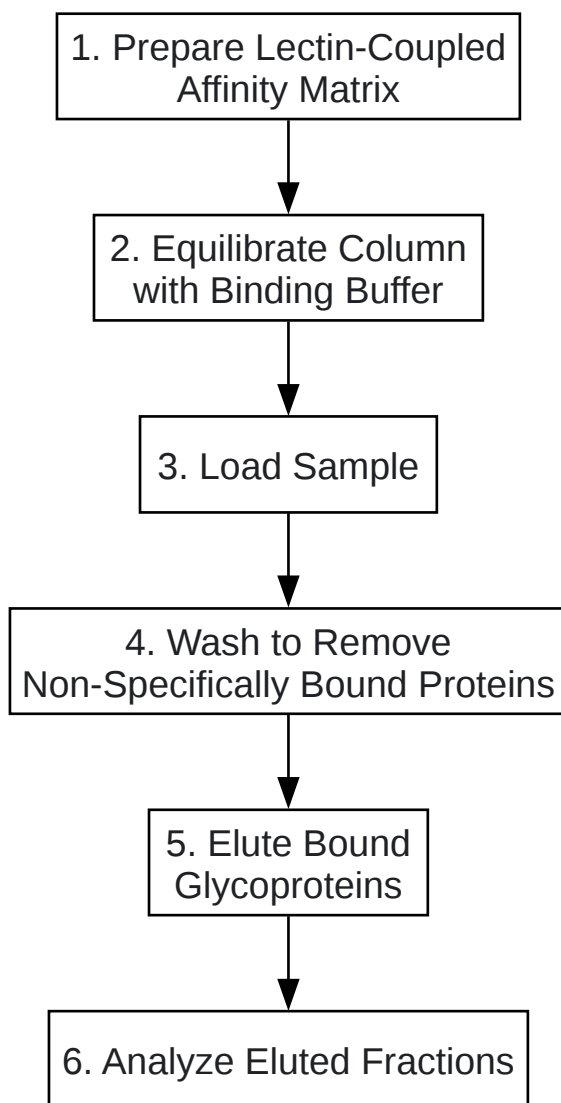 1. Prepare Lectin-Coupled
Affinity Matrix
2. Equilibrate Column
with Binding Buffer
3. Load Sample
4. Wash to Remove
Non-Specifically Bound Proteins
5. Elute Bound
Glycoproteins
6. Analyze Eluted Fractions